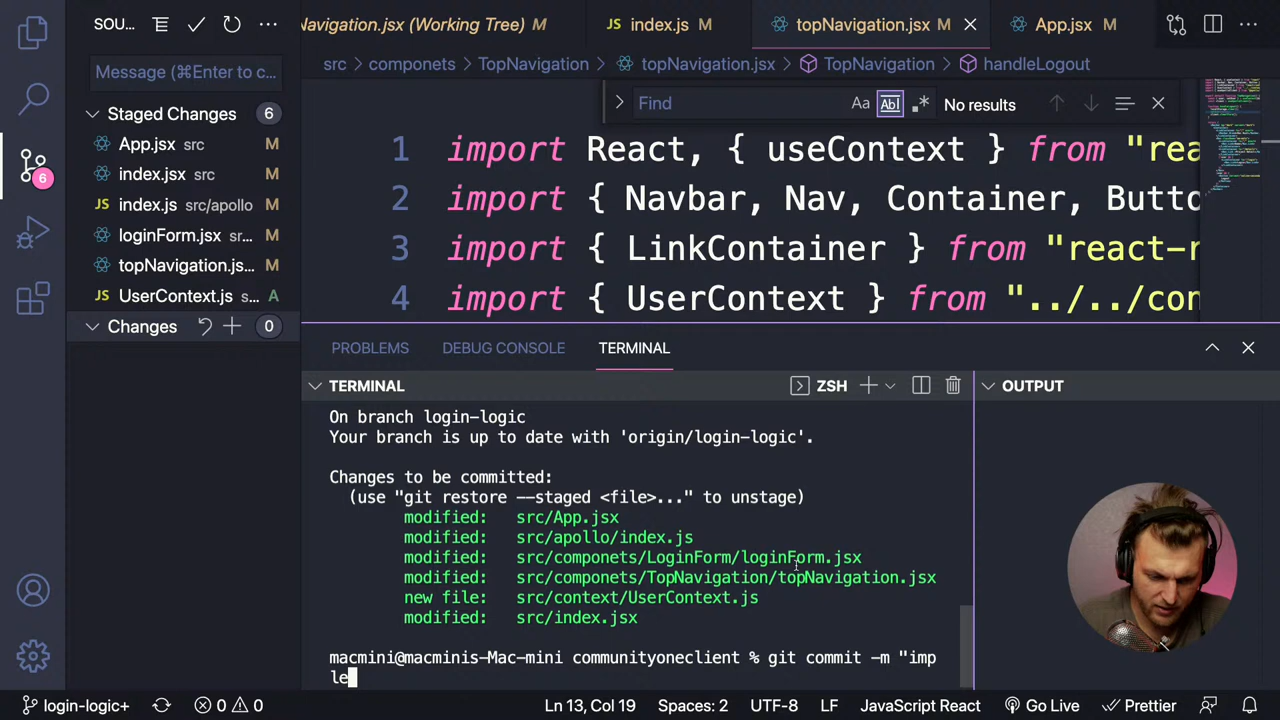 SOU...
Navigation.jsx (Working Tree) M
index.js M
topNavigation.jsx M
App.jsx M
Message (⌘Enter to c...
src > componets > TopNavigation > topNavigation.jsx > TopNavigation > handleLogout
Find
Aa
No results
Staged Changes 6
App.jsx src M
index.jsx src M
index.js src/apollo M
loginForm.jsx sr... M
topNavigation.js... M
UserContext.js s... A
Changes 0
6
1 import React, { useContext } from "rea
2 import { Navbar, Nav, Container, Butto
3 import { LinkContainer } from "react-r
4 import { UserContext } from "../../con
PROBLEMS DEBUG CONSOLE TERMINAL
TERMINAL
ZSH
OUTPUT
On branch login-logic
Your branch is up to date with 'origin/login-logic'.
Changes to be committed:
(use "git restore --staged <file>..." to unstage)
modified: src/App.jsx
modified: src/apollo/index.js
modified: src/componets/LoginForm/loginForm.jsx
modified: src/componets/TopNavigation/topNavigation.jsx
new file: src/context/UserContext.js
modified: src/index.jsx
macmini@macminis-Mac-mini communityoneclient % git commit -m "imp
le
login-logic+ 0 0 Ln 13, Col 19 Spaces: 2 UTF-8 LF JavaScript React Go Live Prettier